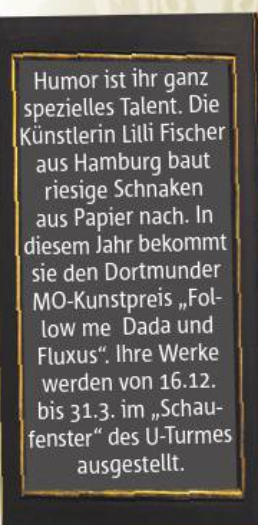 Humor ist ihr ganz
spezielles Talent. Die
Künstlerin Lilli Fischer
aus Hamburg baut
riesige Schnaken
aus Papier nach. In
diesem Jahr bekommt
sie den Dortmunder
MO-Kunstpreis „Fol-
low me Dada und
Fluxus“. Ihre Werke
werden von 16.12.
bis 31.3. im „Schau-
fenster“ des U-Turmes
ausgestellt.